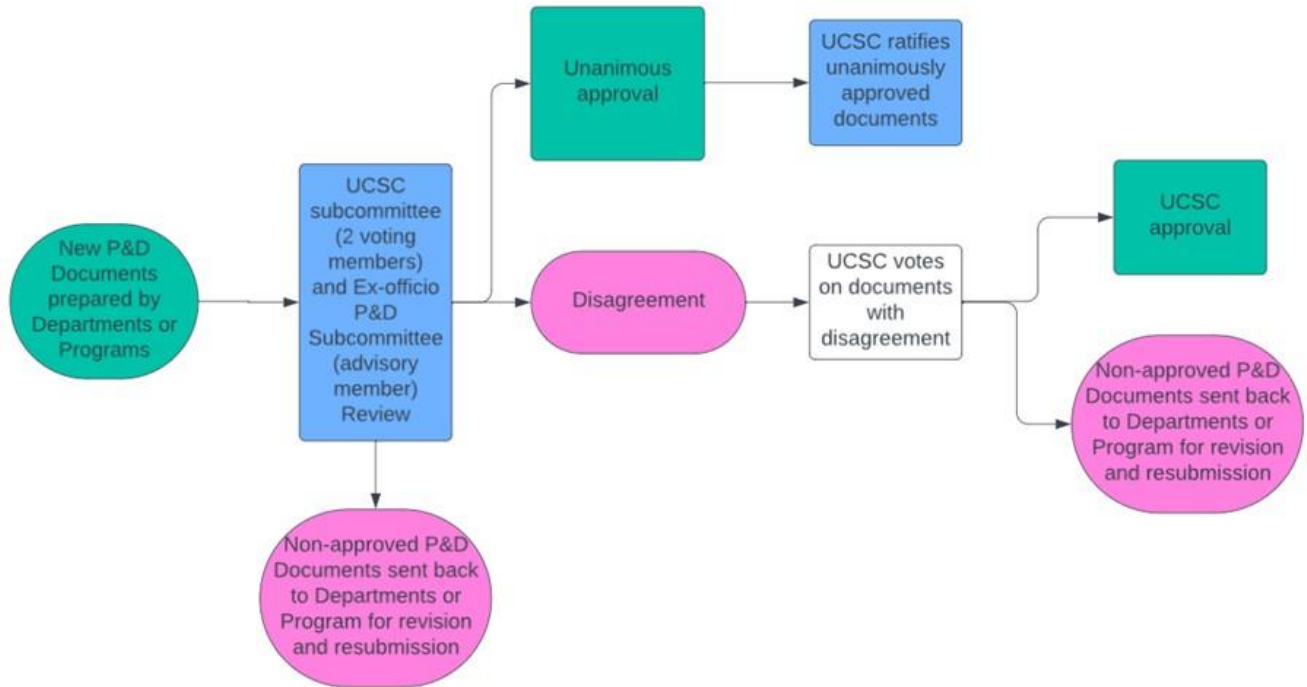 New P&D
Documents
prepared by
Departments or
Programs
UCSC
subcommittee
(2 voting
members)
and Ex-officio
P&D
Subcommittee
(advisory
member)
Review
Non-approved P&D
Documents sent back
to Departments or
Program for revision
and resubmission
Unanimous
approval
UCSC ratifies
unanimously
approved
documents
Disagreement
UCSC votes
on documents
with
disagreement
UCSC
approval
Non-approved P&D
Documents sent back
to Departments or
Program for revision
and resubmission